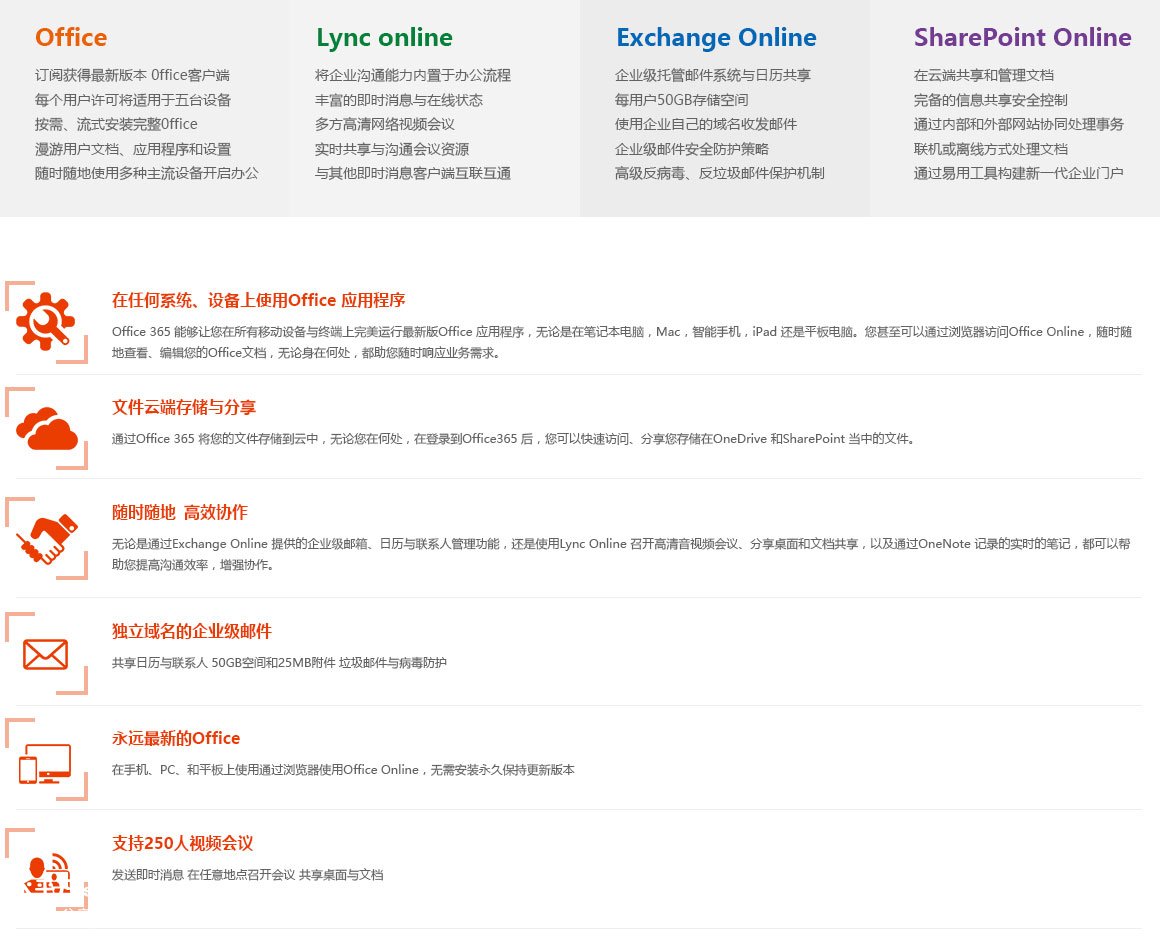 Office
订阅获得最新版本 Office客户端
每个用户许可将适用于五台设备
按需、流式安装完整Office
漫游用户文档、应用程序和设置
随时随地使用多种主流设备开启办公
Lync online
将企业沟通能力内置于办公流程
丰富的即时消息与在线状态
多方高清网络视频会议
实时共享与沟通会议资源
与其他即时消息客户端互联互通
Exchange Online
企业级托管邮件系统与日历共享
每用户50GB存储空间
使用企业自己的域名收发邮件
企业级邮件安全防护策略
高级反病毒、反垃圾邮件保护机制
SharePoint Online
在云端共享和管理文档
完备的信息共享安全控制
通过内部和外部网站协同处理事务
联机或离线方式处理文档
通过易用工具构建新一代企业门户
在任何系统、设备上使用Office 应用程序
Office 365 能够让您在所有移动设备与终端上完美运行最新版Office 应用程序，无论是在笔记本电脑，Mac，智能手机，iPad 还是平板电脑。您甚至可以通过浏览器访问Office Online，随时随
地查看、编辑您的Office文档，无论身在何处，都助您随时响应业务需求。
文件云端存储与分享
通过Office 365 将您的文件存储到云中，无论您在何处，在登录到Office365 后，您可以快速访问、分享您存储在OneDrive 和SharePoint 当中的文件。
随时随地 高效协作
无论是通过Exchange Online 提供的企业级邮箱、日历与联系人管理功能，还是使用Lync Online 召开高清音视频会议、分享桌面和文档共享，以及通过OneNote 记录的实时的笔记，都可以帮
助您提高沟通效率，增强协作。
独立域名的企业级邮件
共享日历与联系人 50GB空间和25MB附件 垃圾邮件与病毒防护
永远最新的Office
在手机、PC、和平板上使用通过浏览器使用Office Online，无需安装永久保持更新版本
支持250人视频会议
发送即时消息 在任意地点召开会议 共享桌面与文档